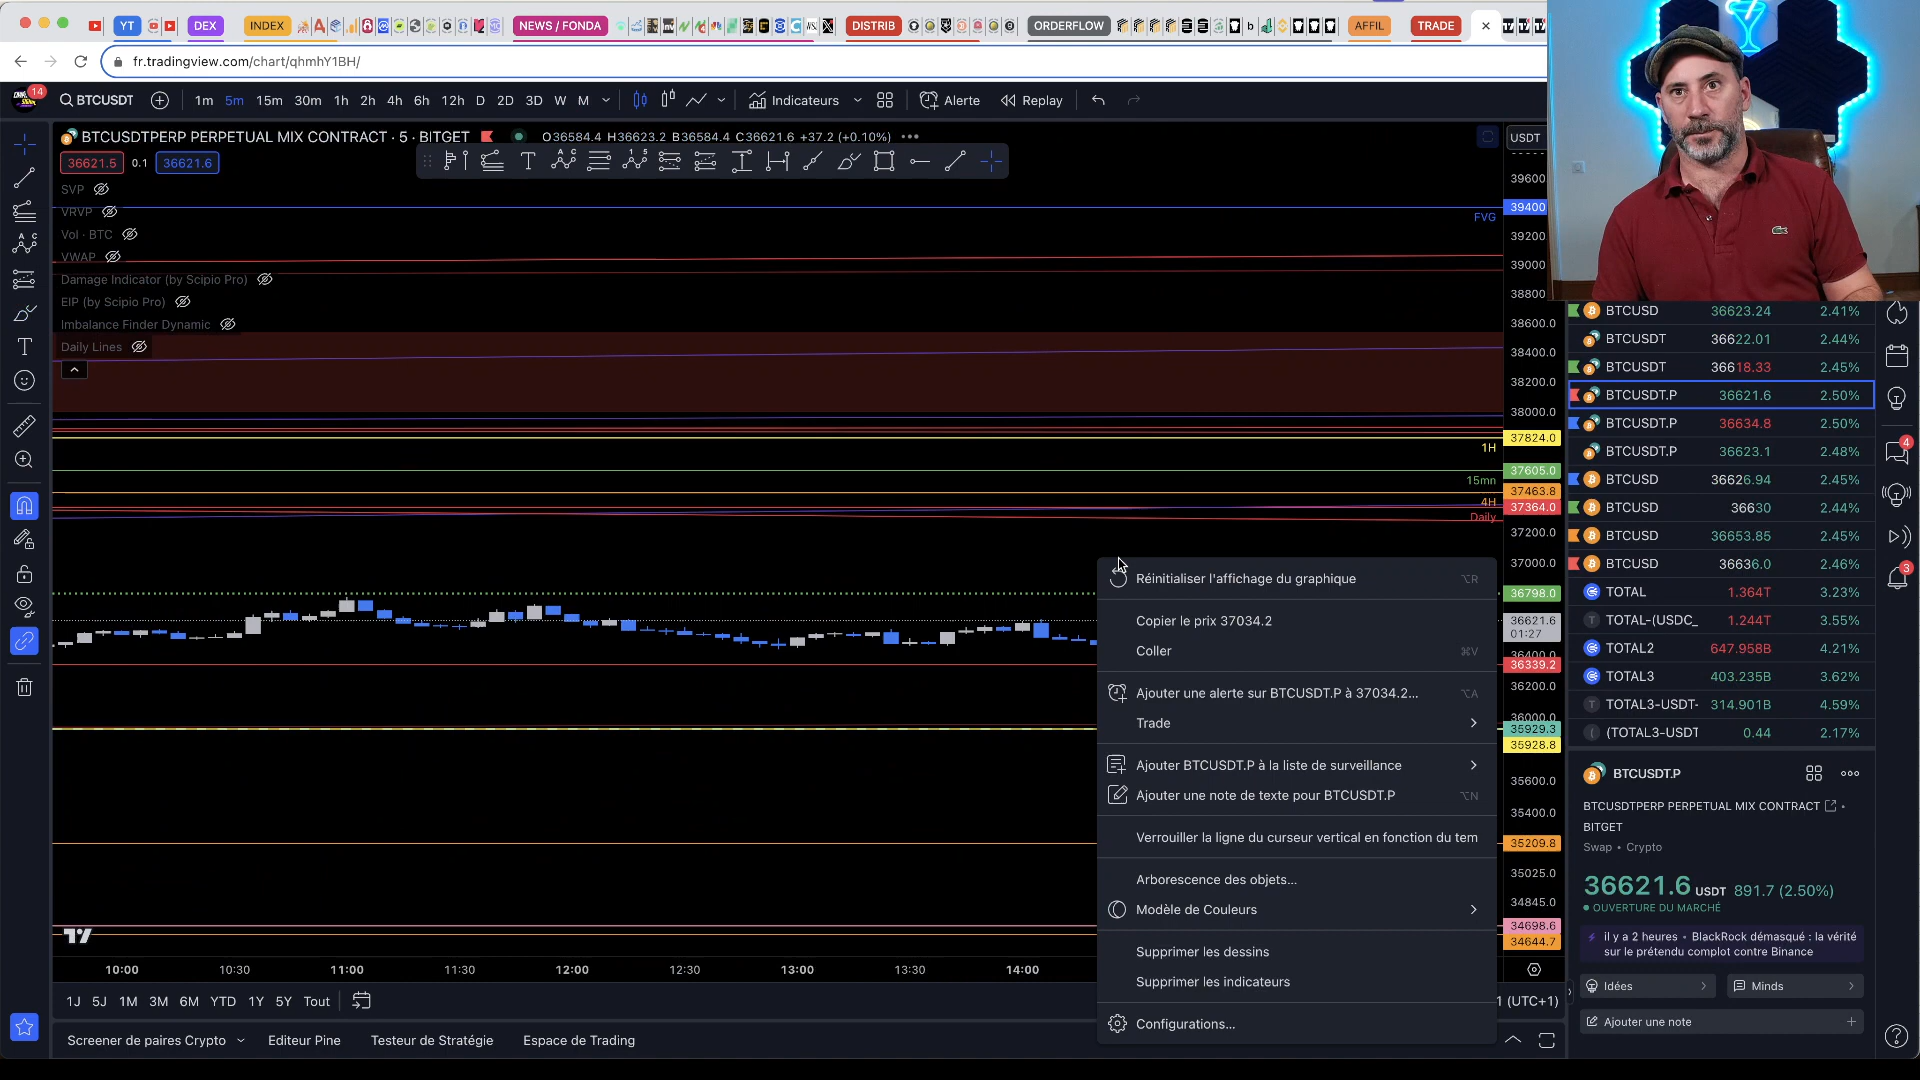 YT
DEX
INDEX
NEWS / FONDA
DISTRIB
ORDERFLOW
AFFIL
TRADE
fr.tradingview.com/chart/qhmhY1BH/
14
BTCUSDT
1m 5m 15m 30m 1h 2h 4h 6h 12h D 2D 3D W M
Indicateurs
Alerte
Replay
BTCUSDTPERP PERPETUAL MIX CONTRACT · 5 · BITGET
O36584.4 H36623.2 B36584.4 C36621.6 +37.2 (+0.10%)
USDT
36621.5 0.1 36621.6
SVP
VRVP
Vol · BTC
VWAP
Damage Indicator (by Scipio Pro)
EIP (by Scipio Pro)
Imbalance Finder Dynamic
Daily Lines
FVG
1H
15mn
4H
Daily
39600
39400
39200
39000
38800
38600.0
38400.0
38200.0
38000.0
37824.0
37605.0
37463.8
37364.0
37200.0
37000.0
36798.0
36621.6
01:27
36400.0
36339.2
36200.0
36000.0
35929.3
35928.8
35600.0
35400.0
35209.8
35025.0
34845.0
34698.6
34644.7
Réinitialiser l'affichage du graphique ⌥R
Copier le prix 37034.2
Coller ⌘V
Ajouter une alerte sur BTCUSDT.P à 37034.2... ⌥A
Trade
Ajouter BTCUSDT.P à la liste de surveillance
Ajouter une note de texte pour BTCUSDT.P ⌥N
Verrouiller la ligne du curseur vertical en fonction du tem
Arborescence des objets...
Modèle de Couleurs
Supprimer les dessins
Supprimer les indicateurs
Configurations...
10:00 10:30 11:00 11:30 12:00 12:30 13:00 13:30 14:00
1J 5J 1M 3M 6M YTD 1Y 5Y Tout
1 (UTC+1)
Screener de paires Crypto
Editeur Pine
Testeur de Stratégie
Espace de Trading
BTCUSD 36623.24 2.41%
BTCUSDT 36622.01 2.44%
BTCUSDT 36618.33 2.45%
BTCUSDT.P 36621.6 2.50%
BTCUSDT.P 36634.8 2.50%
BTCUSDT.P 36623.1 2.48%
BTCUSD 36626.94 2.45%
BTCUSD 36630 2.44%
BTCUSD 36653.85 2.45%
BTCUSD 36636.0 2.46%
TOTAL 1.364T 3.23%
TOTAL-(USDC_ 1.244T 3.55%
TOTAL2 647.958B 4.21%
TOTAL3 403.235B 3.62%
TOTAL3-USDT- 314.901B 4.59%
(TOTAL3-USDT 0.44 2.17%
BTCUSDT.P
BTCUSDTPERP PERPETUAL MIX CONTRACT •
BITGET
Swap • Crypto
36621.6 USDT 891.7 (2.50%)
OUVERTURE DU MARCHÉ
il y a 2 heures • BlackRock démasqué : la vérité
sur le prétendu complot contre Binance
Idées
Minds
Ajouter une note
4
3